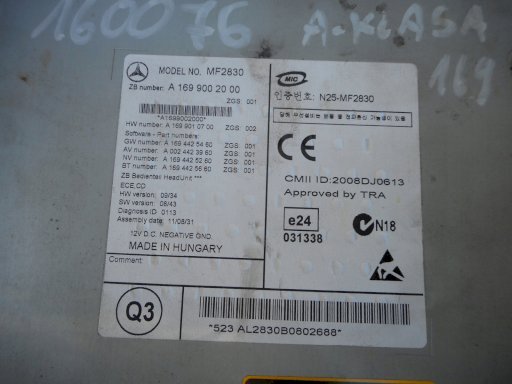 160076 A-KLASA
169
MODEL NO. MF2830
ZB number: A 169 900 20 00
ZGS: 001
*A1699002000*
HW number: A 169 901 07 00 ZGS: 002
Software - Part numbers:
GW number: A 169 442 54 60 ZGS: 001
AV number: A 002 442 39 60 ZGS: 001
NV number: A 169 442 52 60 ZGS: 001
BT number: A 169 442 56 60 ZGS: 001
ZB Bedienteil HeadUnit ***
ECE,CD
HW version: 09/34
SW version: 08/43
Diagnosis ID: 0113
Assembly date: 11/08/31
12V D.C. NEGATIVE GND.
MADE IN HUNGARY
Comment:
MIC
인증번호: N25-MF2830
CE
CMII ID:2008DJ0613
Approved by TRA
e24
031338
N18
Q3
*523 AL2830B0802688*